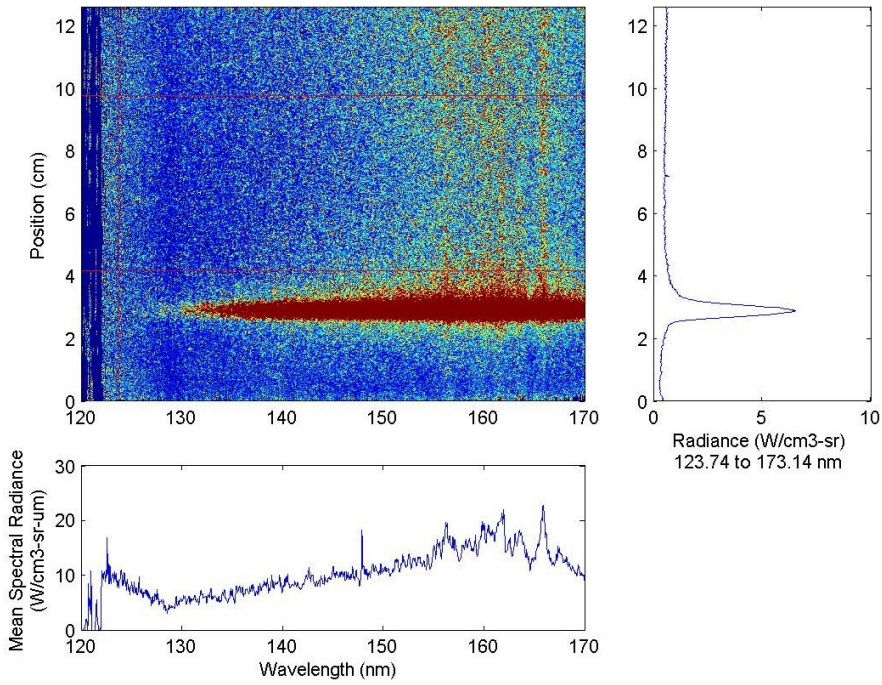 12
10
8
6
4
2
0
Position (cm)
120 130 140 150 160 170
12
10
8
6
4
2
0
0 5 10
Radiance (W/cm3-sr)
123.74 to 173.14 nm
30
20
10
0
Mean Spectral Radiance
(W/cm3-sr-um)
120 130 140 150 160 170
Wavelength (nm)